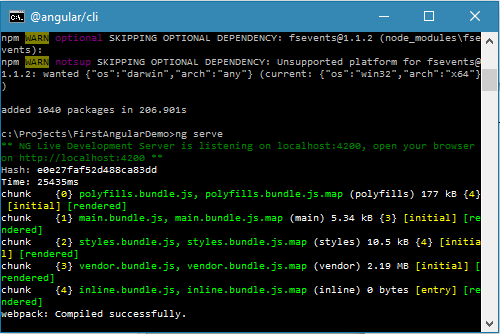 @angular/cli
npm WARN optional SKIPPING OPTIONAL DEPENDENCY: fsevents@1.1.2 (node_modules\fse
vents):
npm WARN notsup SKIPPING OPTIONAL DEPENDENCY: Unsupported platform for fsevents@
1.1.2: wanted {"os":"darwin","arch":"any"} (current: {"os":"win32","arch":"x64"}
)
added 1040 packages in 206.901s
c:\Projects\FirstAngularDemo>ng serve
** NG Live Development Server is listening on localhost:4200, open your browser
on http://localhost:4200 **
Hash: e0e27faf52d488ca83dd
Time: 25435ms
chunk    {0} polyfills.bundle.js, polyfills.bundle.js.map (polyfills) 177 kB {4}
 [initial] [rendered]
chunk    {1} main.bundle.js, main.bundle.js.map (main) 5.34 kB {3} [initial] [re
ndered]
chunk    {2} styles.bundle.js, styles.bundle.js.map (styles) 10.5 kB {4} [initia
l] [rendered]
chunk    {3} vendor.bundle.js, vendor.bundle.js.map (vendor) 2.19 MB [initial] [
rendered]
chunk    {4} inline.bundle.js, inline.bundle.js.map (inline) 0 bytes [entry] [re
ndered]
webpack: Compiled successfully.